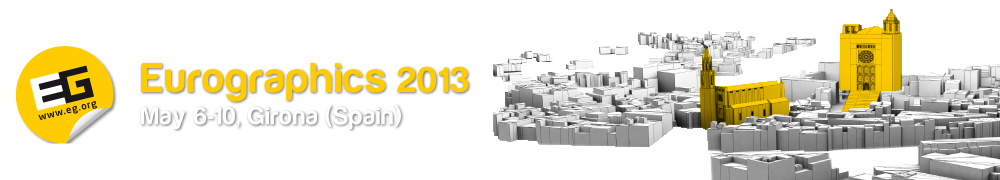 EG
www.eg.org
Eurographics 2013
May 6-10, Girona (Spain)